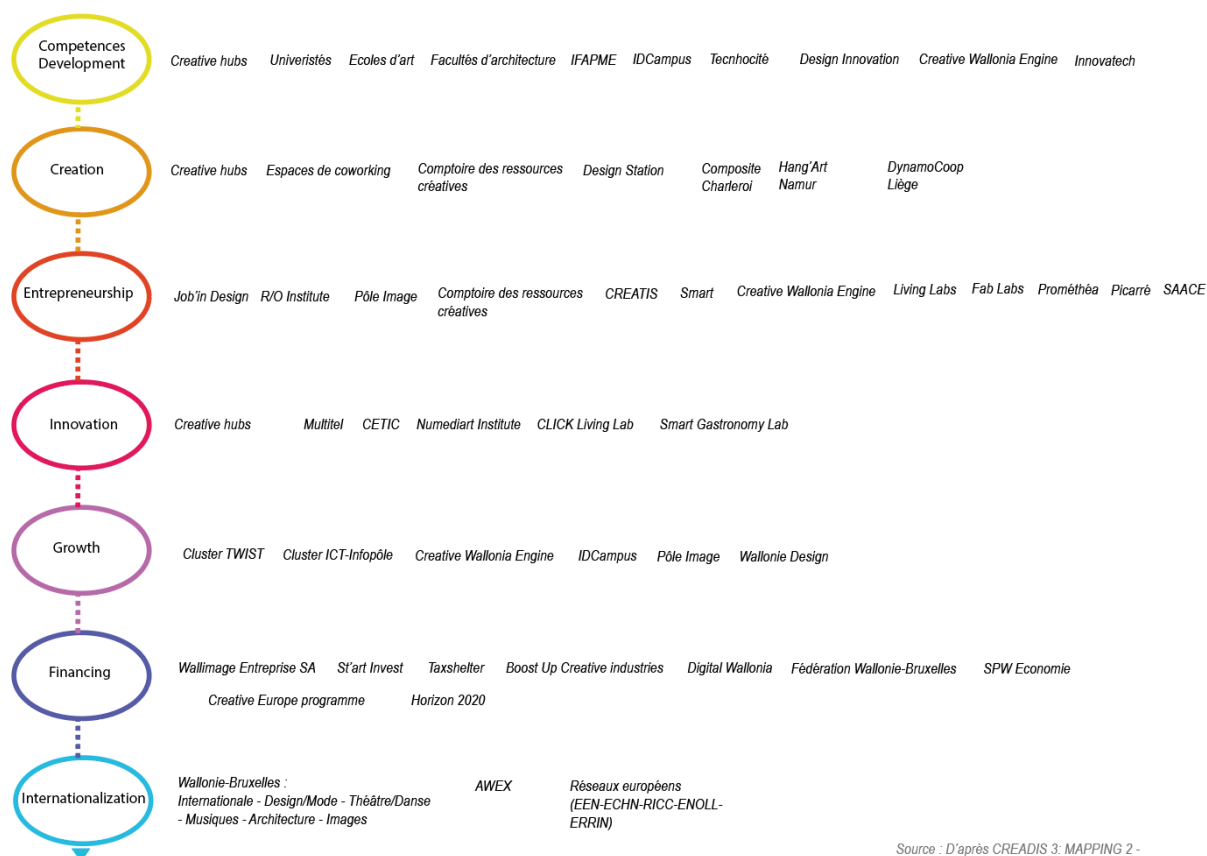 Competences
Development
Creative hubs Univeristés Ecoles d'art Facultés d'architecture IFAPME IDCampus Tecnhocité Design Innovation Creative Wallonia Engine Innovatech
Creation
Creative hubs Espaces de coworking Comptoire des ressources créatives Design Station Composite Charleroi Hang'Art Namur DynamoCoop Liège
Entrepreneurship
Job'in Design R/O Institute Pôle Image Comptoire des ressources créatives CREATIS Smart Creative Wallonia Engine Living Labs Fab Labs Prométhéa Picarré SAACE
Innovation
Creative hubs Multitel CETIC Numediart Institute CLICK Living Lab Smart Gastronomy Lab
Growth
Cluster TWIST Cluster ICT-Infopôle Creative Wallonia Engine IDCampus Pôle Image Wallonie Design
Financing
Wallimage Entreprise SA St'art Invest Taxshelter Boost Up Creative industries Digital Wallonia Fédération Wallonie-Bruxelles SPW Economie
Creative Europe programme Horizon 2020
Internationalization
Wallonie-Bruxelles :
Internationale - Design/Mode - Théâtre/Danse
- Musiques - Architecture - Images
AWEX
Réseaux européens
(EEN-ECHN-RICC-ENOLL-
ERRIN)
Source : D'après CREADIS 3: MAPPING 2 -